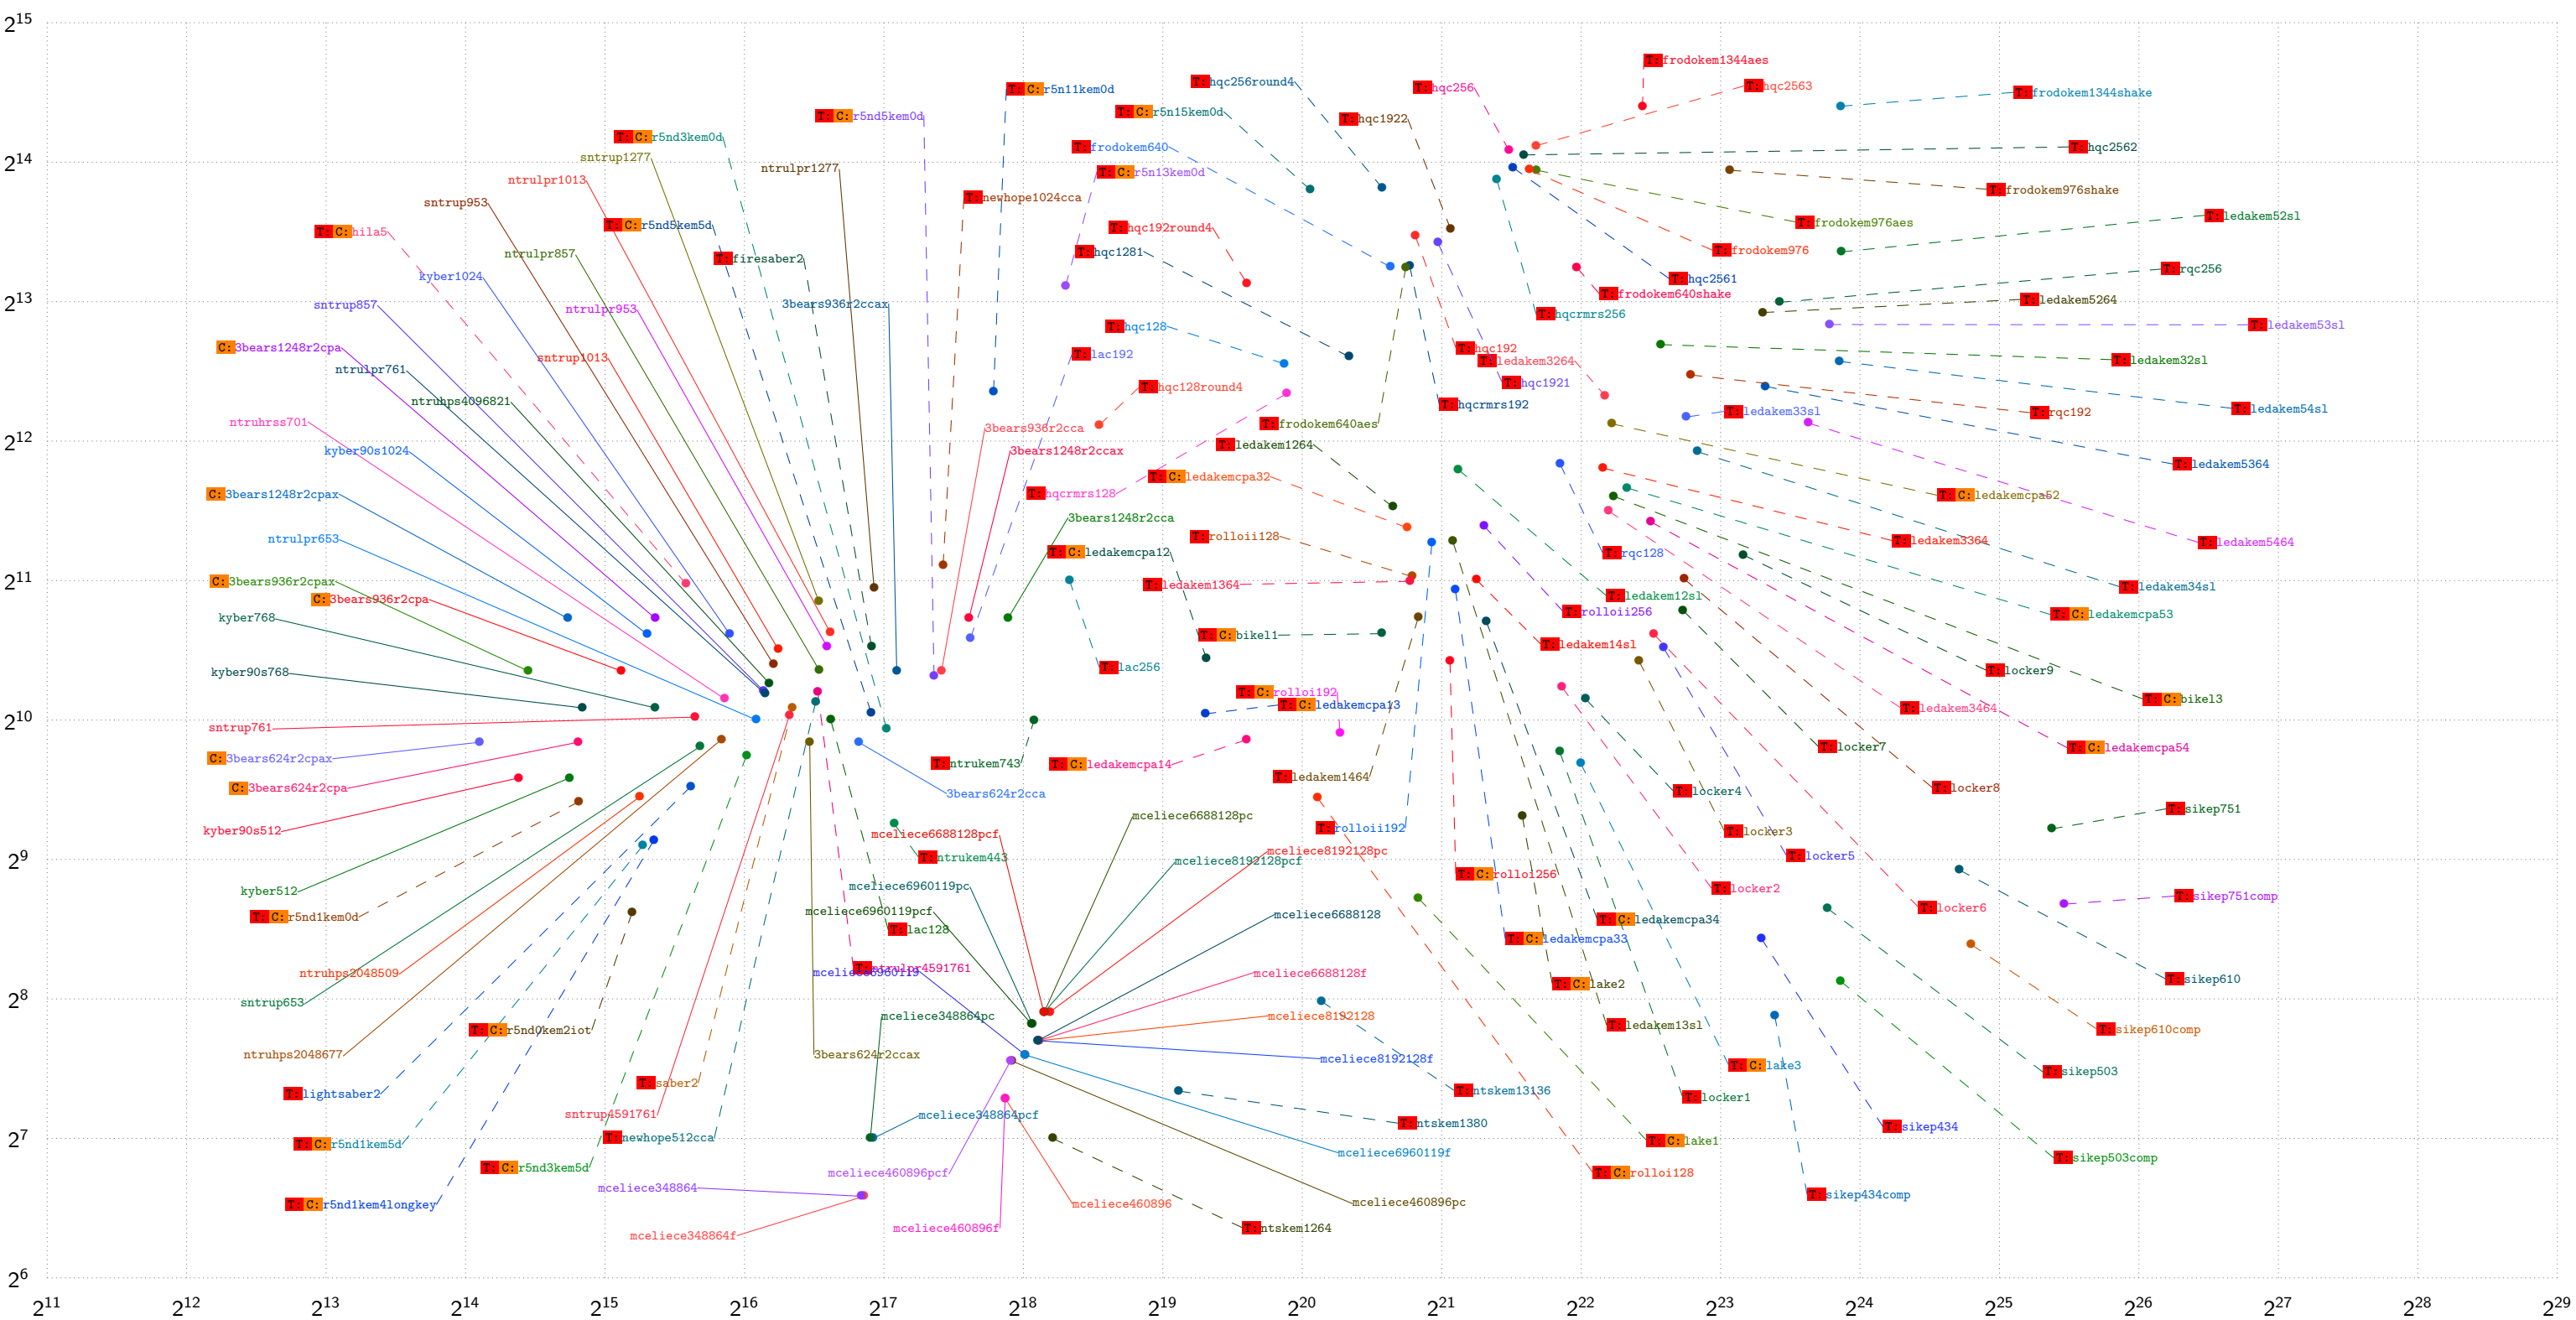 2^15
T: frodokem1344aes
T: hqc256round4
T: hqc256
T: hqc2563
T: C: r5n11kem0d
T: frodokem1344shake
T: C: r5nd5kem0d
T: C: r5n15kem0d
T: hqc1922
T: C: r5nd3kem0d
T: frodokem640
T: hqc2562
2^14
sntrup1277
ntrulpr1277
T: C: r5n13kem0d
ntrulpr1013
T: frodokem976shake
sntrup953
T: newhope1024cca
T: ledakem52sl
T: C: hila5
T: C: r5nd5kem5d
T: hqc192round4
T: frodokem976aes
ntrulpr857
T: firesaber2
T: hqc1281
T: frodokem976
T: rqc256
kyber1024
T: hqc2561
2^13
sntrup857
ntrulpr953
3bears936r2ccax
T: frodokem640shake
T: ledakem5264
T: hqcrmrs256
T: hqc128
T: ledakem53sl
C: 3bears1248r2cpa
sntrup1013
T: lac192
T: hqc192
T: ledakem3264
T: ledakem32sl
ntrulpr761
T: hqc128round4
T: hqc1921
ntruhps4096821
T: hqcrmrs192
T: ledakem33sl
T: rqc192
T: ledakem54sl
2^12
ntruhrss701
3bears936r2cca
T: frodokem640aes
kyber90s1024
3bears1248r2ccax
T: ledakem1264
T: ledakem5364
C: 3bears1248r2cpax
T: hqcrmrs128
T: C: ledakemcpa32
T: C: ledakemcpa52
3bears1248r2cca
ntrulpr653
T: rolloii128
T: ledakem3364
T: ledakem5464
T: C: ledakemcpa12
T: rqc128
2^11
C: 3bears936r2cpax
T: ledakem1364
T: ledakem12sl
T: ledakem34sl
C: 3bears936r2cpa
T: rolloii256
T: C: ledakemcpa53
kyber768
T: C: bikel1
T: ledakem14sl
kyber90s768
T: lac256
T: locker9
T: C: rolloi192
T: C: bikel3
2^10
T: C: ledakemcpa13
T: ledakem3464
sntrup761
T: locker7
T: C: ledakemcpa54
C: 3bears624r2cpax
T: ntrukem743
T: C: ledakemcpa14
T: ledakem1464
C: 3bears624r2cpa
3bears624r2cca
T: locker4
T: locker8
T: sikep751
kyber90s512
mceliece6688128pcf
mceliece6688128pc
T: rolloii192
T: locker3
2^9
T: ntrukem443
mceliece8192128pcf
mceliece8192128pc
T: locker5
kyber512
mceliece6960119pc
T: C: rolloi256
T: locker2
T: sikep751comp
T: C: r5nd1kem0d
mceliece6960119pcf
mceliece6688128
T: C: ledakemcpa34
T: locker6
T: lac128
T: C: ledakemcpa33
ntruhps2048509
mceliece6960119
T: ntrulpr4591761
mceliece6688128f
T: C: lake2
T: sikep610
2^8
sntrup653
mceliece348864pc
mceliece8192128
T: C: r5nd0kem2iot
T: ledakem13sl
T: sikep610comp
ntruhps2048677
3bears624r2ccax
mceliece8192128f
T: C: lake3
T: sikep503
T: lightsaber2
T: saber2
T: ntskem13136
T: locker1
sntrup4591761
mceliece348864pcf
T: ntskem1380
T: sikep434
2^7
T: C: r5nd1kem5d
T: newhope512cca
T: C: lake1
T: C: r5nd3kem5d
mceliece460896pcf
mceliece6960119f
T: C: rolloi128
T: sikep503comp
mceliece348864
T: sikep434comp
T: C: r5nd1kem4longkey
mceliece460896
mceliece460896pc
mceliece348864f
mceliece460896f
T: ntskem1264
2^6
2^11 2^12 2^13 2^14 2^15 2^16 2^17 2^18 2^19 2^20 2^21 2^22 2^23 2^24 2^25 2^26 2^27 2^28 2^29